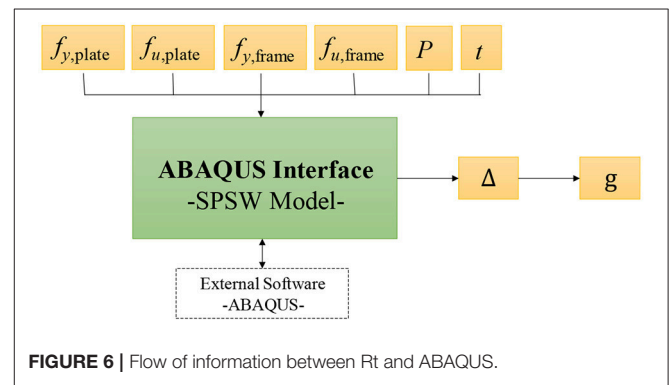 f_y,plate f_u,plate f_y,frame f_u,frame P t
ABAQUS Interface
-SPSW Model-
Δ g
External Software
-ABAQUS-
FIGURE 6 | Flow of information between Rt and ABAQUS.